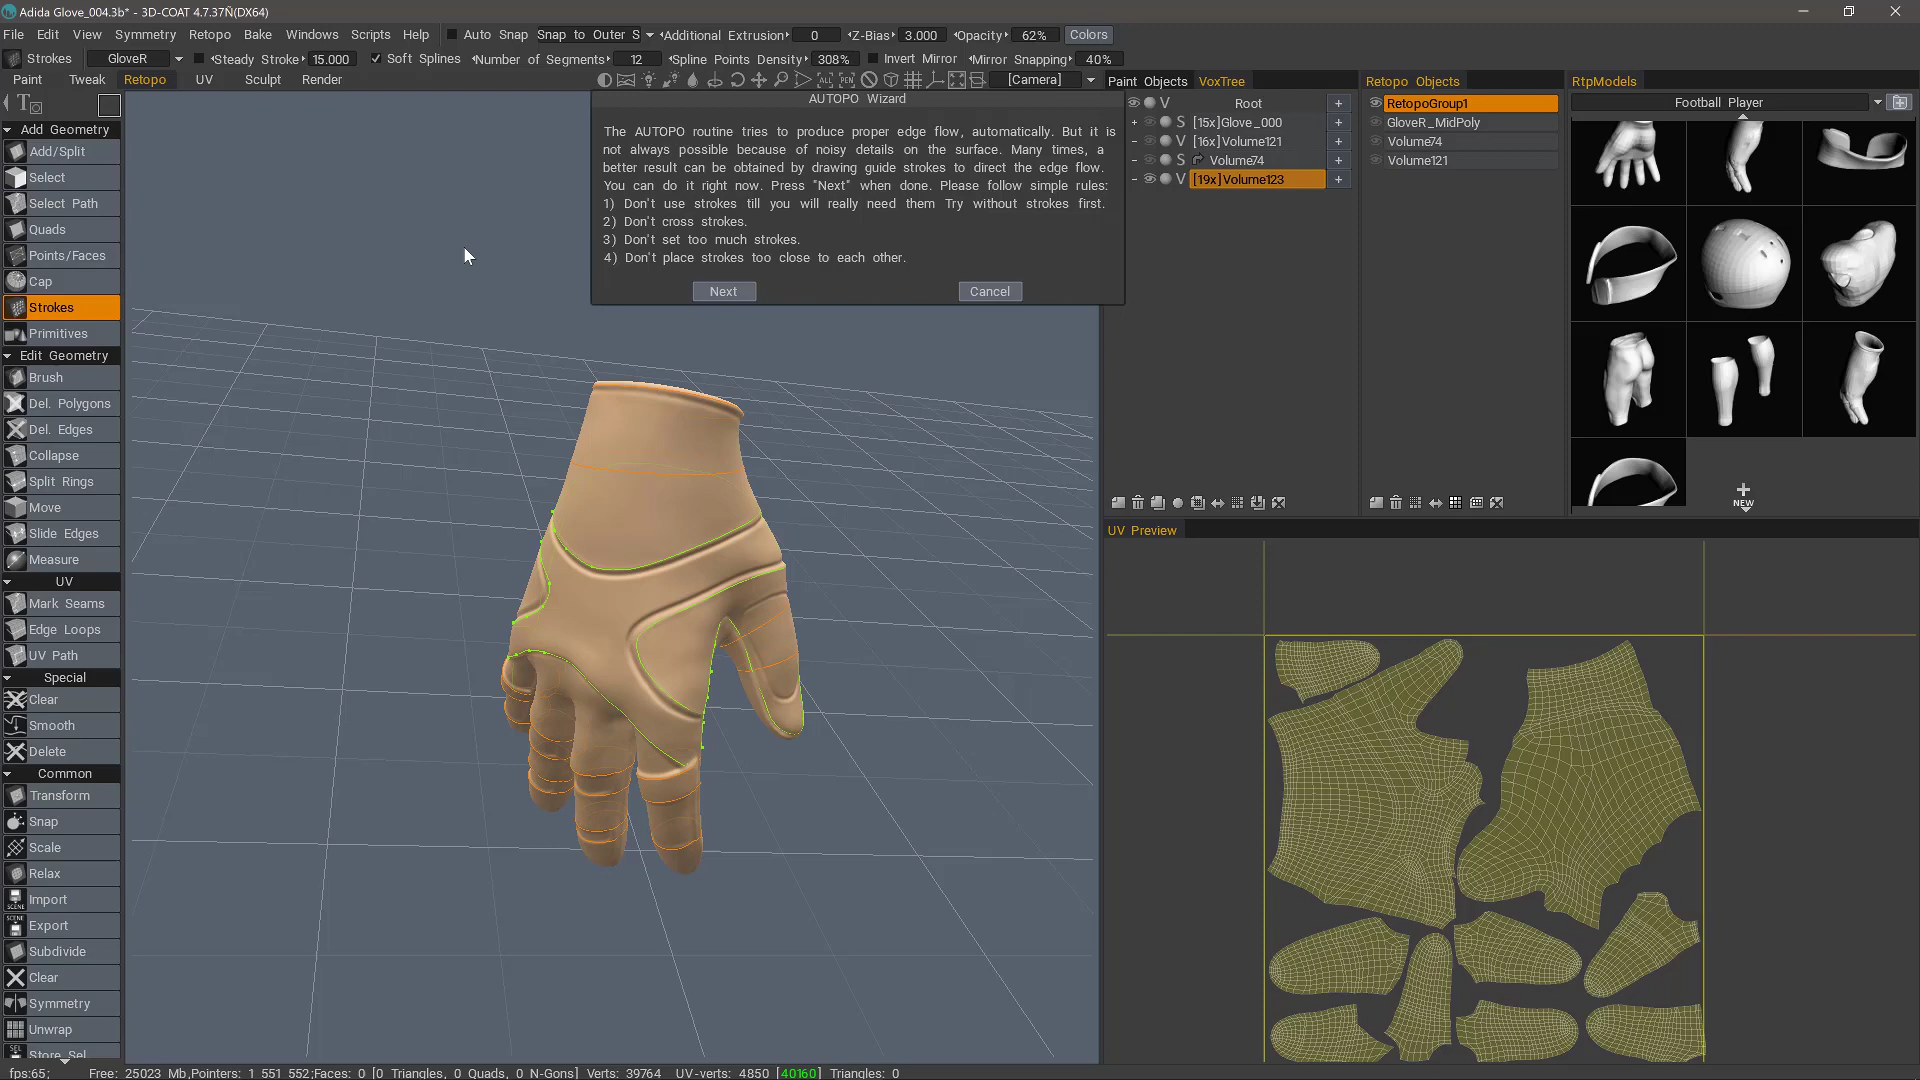 Adida Glove_004.3b* - 3D-COAT 4.7.37Ñ(DX64)
File Edit View Symmetry Retopo Bake Windows Scripts Help Auto Snap Snap to Outer S Additional Extrusion 0 Z-Bias 3.000 Opacity 62% Colors
Strokes GloveR Steady Stroke 15.000 Soft Splines Number of Segments 12 Spline Points Density 308% Invert Mirror Mirror Snapping 40%
Paint Tweak Retopo UV Sculpt Render ALL PEN [Camera] Paint Objects VoxTree Retopo Objects RtpModels
AUTOPO Wizard
The AUTOPO routine tries to produce proper edge flow, automatically. But it is
not always possible because of noisy details on the surface. Many times, a
better result can be obtained by drawing guide strokes to direct the edge flow.
You can do it right now. Press "Next" when done. Please follow simple rules:
1) Don't use strokes till you will really need them Try without strokes first.
2) Don't cross strokes.
3) Don't set too much strokes.
4) Don't place strokes too close to each other.
Next Cancel
V Root +
+ S [15x]Glove_000 +
- V [16x]Volume121 +
- S Volume74 +
- V [19x]Volume123 +
RetopoGroup1
GloveR_MidPoly
Volume74
Volume121
Football Player
NEW
UV Preview
T
Add Geometry
Add/Split
Select
Select Path
Quads
Points/Faces
Cap
Strokes
Primitives
Edit Geometry
Brush
Del. Polygons
Del. Edges
Collapse
Split Rings
Move
Slide Edges
Measure
UV
Mark Seams
Edge Loops
UV Path
Special
Clear
Smooth
Delete
Common
Transform
Snap
Scale
Relax
SCENE Import
SCENE Export
Subdivide
Clear
Symmetry
Unwrap
SEL Store Sel
fps:65; Free: 25023 Mb,Pointers: 1 551 552;Faces: 0 [0 Triangles, 0 Quads, 0 N-Gons] Verts: 39764 UV-verts: 4850 [40160] Triangles: 0